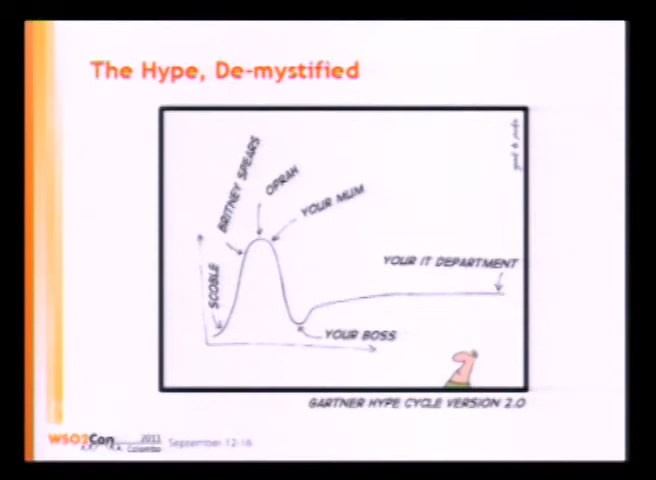 The Hype, De-mystified
BRITNEY SPEARS
OPRAH
YOUR MUM
SCOBLE
YOUR IT DEPARTMENT
YOUR BOSS
GARTNER HYPE CYCLE VERSION 2.0
WSO2Con 2011 September 12-16
Colombo